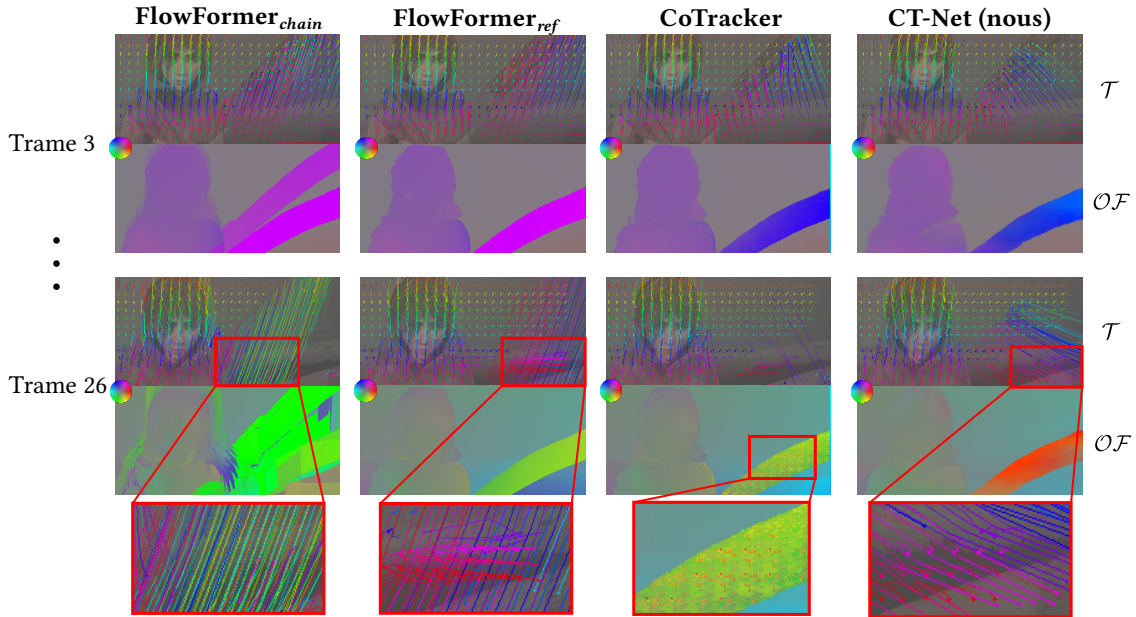 FlowFormer_chain FlowFormer_ref CoTracker CT-Net (nous)
𝒯
Trame 3
𝒪ℱ
𝒯
Trame 26
𝒪ℱ